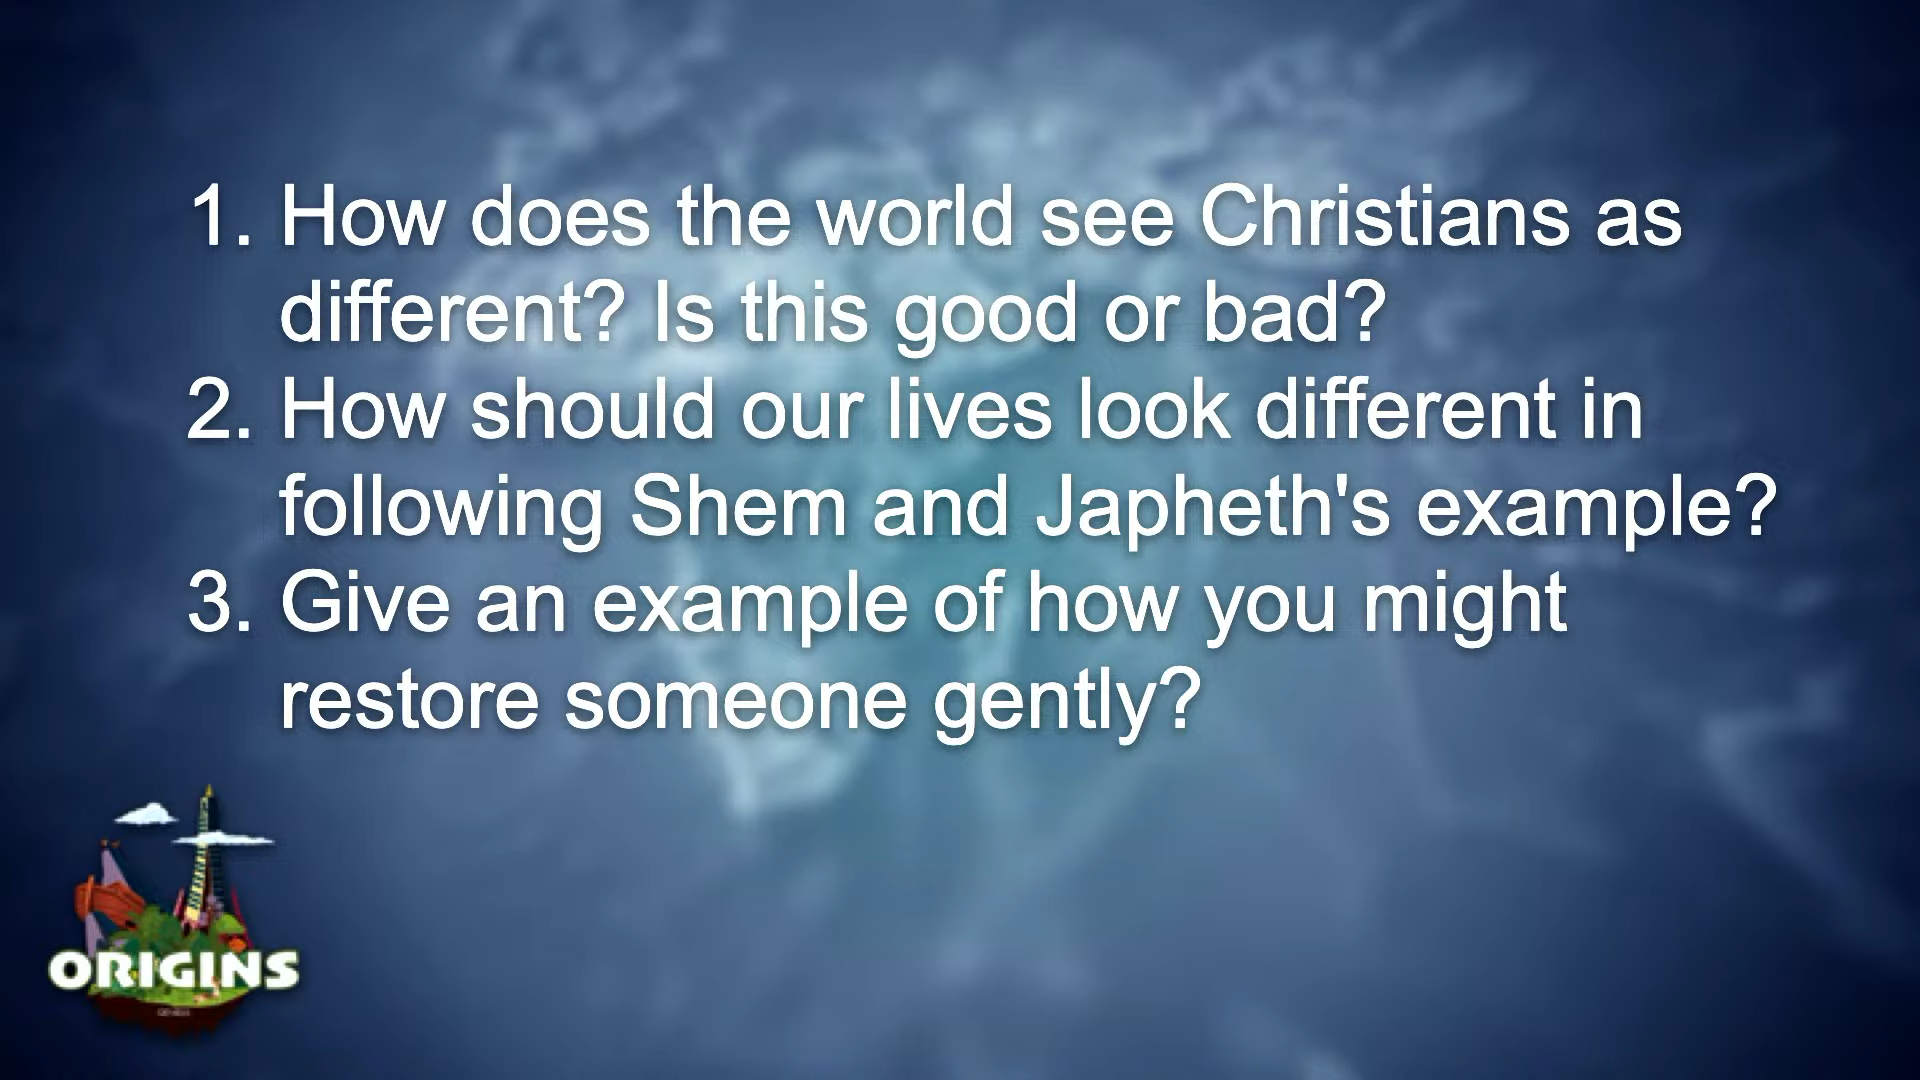 1. How does the world see Christians as
different? Is this good or bad?
2. How should our lives look different in
following Shem and Japheth's example?
3. Give an example of how you might
restore someone gently?
ORIGINS